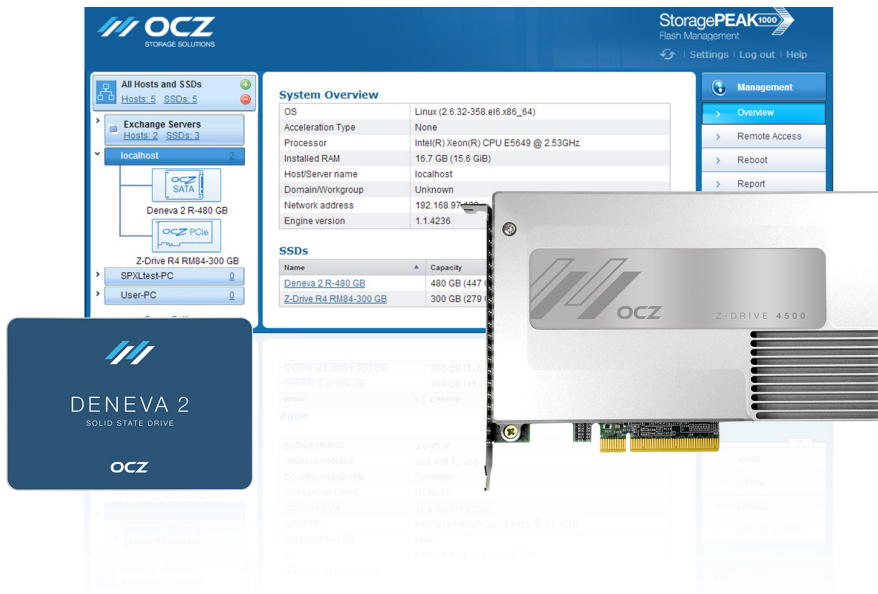 OCZ
STORAGE SOLUTIONS
StoragePEAK 1000
Flash Management
Settings | Log out | Help
All Hosts and SSDs
Hosts: 5 SSDs: 5
Exchange Servers
Hosts: 2 SSDs: 3
localhost 2
OCZ
SATA
Deneva 2 R-480 GB
OCZ PCIe
Z-Drive R4 RM84-300 GB
SPXLtest-PC 0
User-PC 0
System Overview
OS Linux (2.6.32-358.el6.x86_64)
Acceleration Type None
Processor Intel(R) Xeon(R) CPU E5649 @ 2.53GHz
Installed RAM 16.7 GB (15.6 GiB)
Host/Server name localhost
Domain/Workgroup Unknown
Network address 192.168.97
Engine version 1.1.4236
SSDs
Name Capacity
Deneva 2 R-480 GB 480 GB (447
Z-Drive R4 RM84-300 GB 300 GB (279
Management
Overview
Remote Access
Reboot
Report
OCZ
Z-DRIVE 4500
DENEVA 2
SOLID STATE DRIVE
OCZ